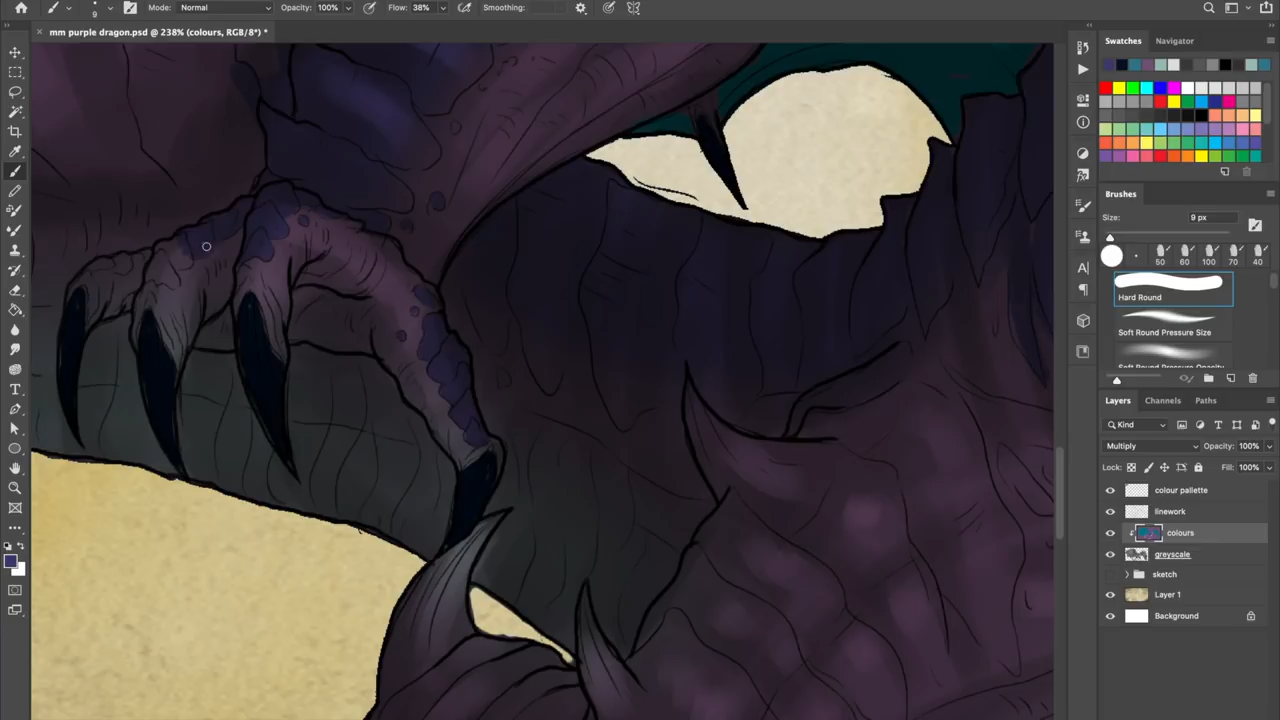 9
Mode: Normal
Opacity: 100%
Flow: 38%
Smoothing:
mm purple dragon.psd @ 238% (colours, RGB/8*) *
Swatches
Navigator
Brushes
Size:
9 px
50
60
100
70
40
Hard Round
Soft Round Pressure Size
Soft Round Pressure Opacity
Layers
Channels
Paths
Kind
Multiply
Opacity: 100%
Lock:
Fill: 100%
colour palette
linework
colours
greyscale
sketch
Layer 1
Background